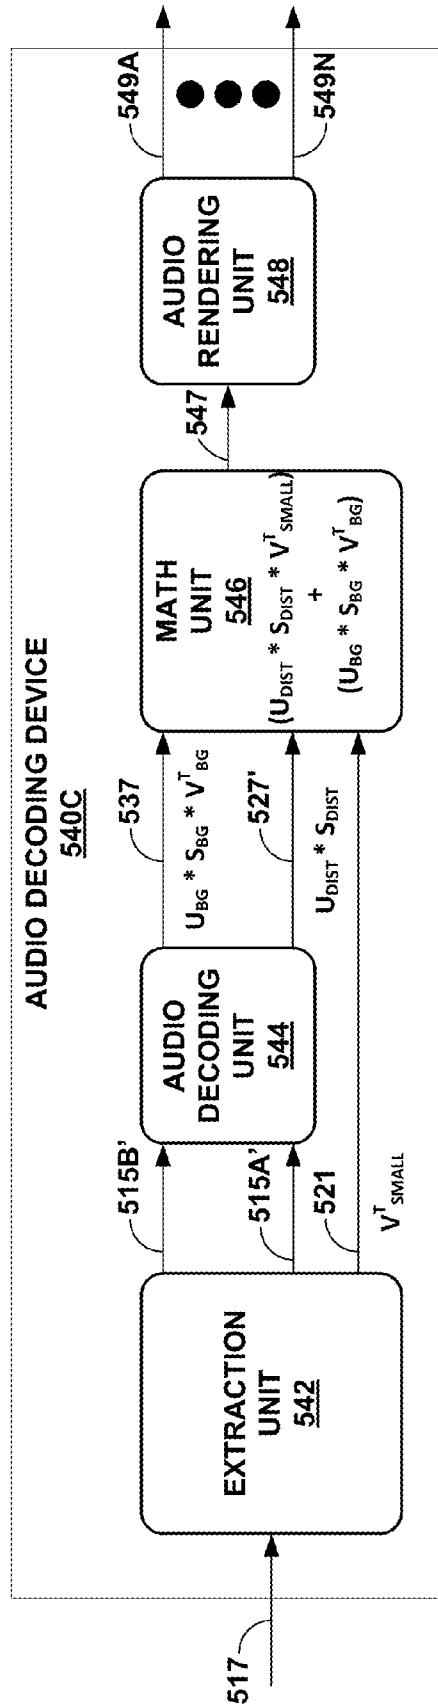 AUDIO DECODING DEVICE
540C
517
EXTRACTION
UNIT
542
515B'
515A'
521
V^T_SMALL
AUDIO
DECODING
UNIT
544
537
U_BG * S_BG * V^T_BG
527'
U_DIST * S_DIST
MATH
UNIT
546
(U_DIST * S_DIST * V^T_SMALL)
+
(U_BG * S_BG * V^T_BG)
547
AUDIO
RENDERING
UNIT
548
549A
549N